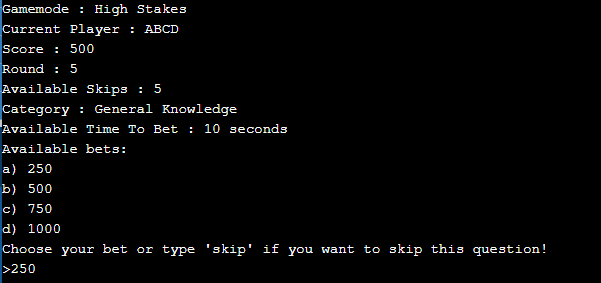 Gamemode : High Stakes
Current Player : ABCD
Score : 500
Round : 5
Available Skips : 5
Category : General Knowledge
Available Time To Bet : 10 seconds
Available bets:
a) 250
b) 500
c) 750
d) 1000
Choose your bet or type 'skip' if you want to skip this question!
>250